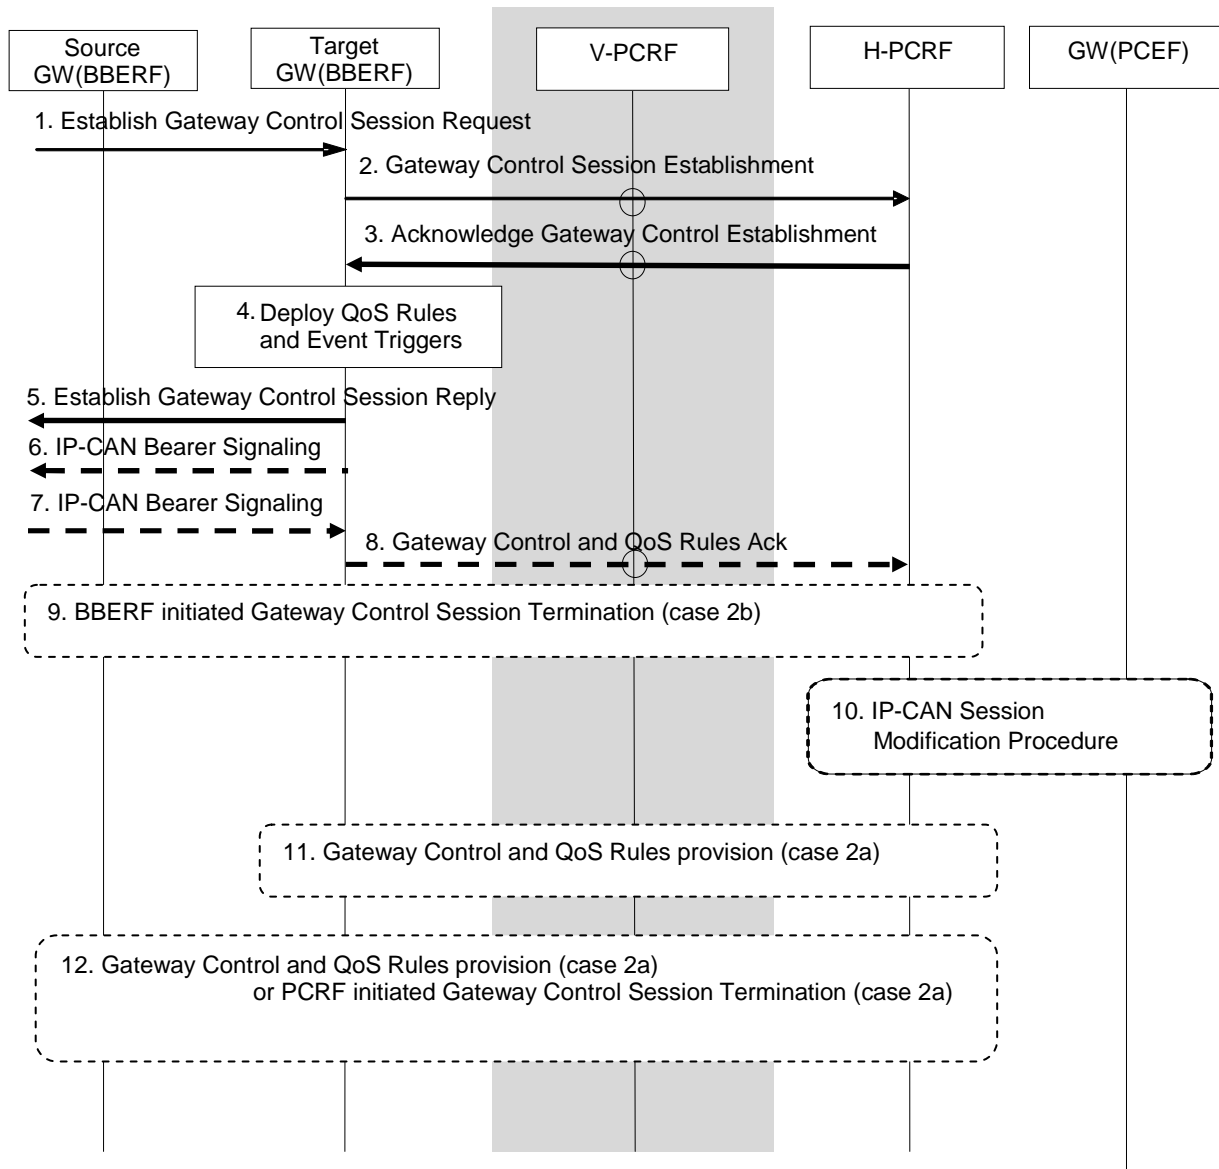 Source
GW(BBERF)
Target
GW(BBERF)
V-PCRF
H-PCRF
GW(PCEF)
1. Establish Gateway Control Session Request
2. Gateway Control Session Establishment
3. Acknowledge Gateway Control Establishment
4. Deploy QoS Rules
and Event Triggers
5. Establish Gateway Control Session Reply
6. IP-CAN Bearer Signaling
7. IP-CAN Bearer Signaling
8. Gateway Control and QoS Rules Ack
9. BBERF initiated Gateway Control Session Termination (case 2b)
10. IP-CAN Session
Modification Procedure
11. Gateway Control and QoS Rules provision (case 2a)
12. Gateway Control and QoS Rules provision (case 2a)
or PCRF initiated Gateway Control Session Termination (case 2a)